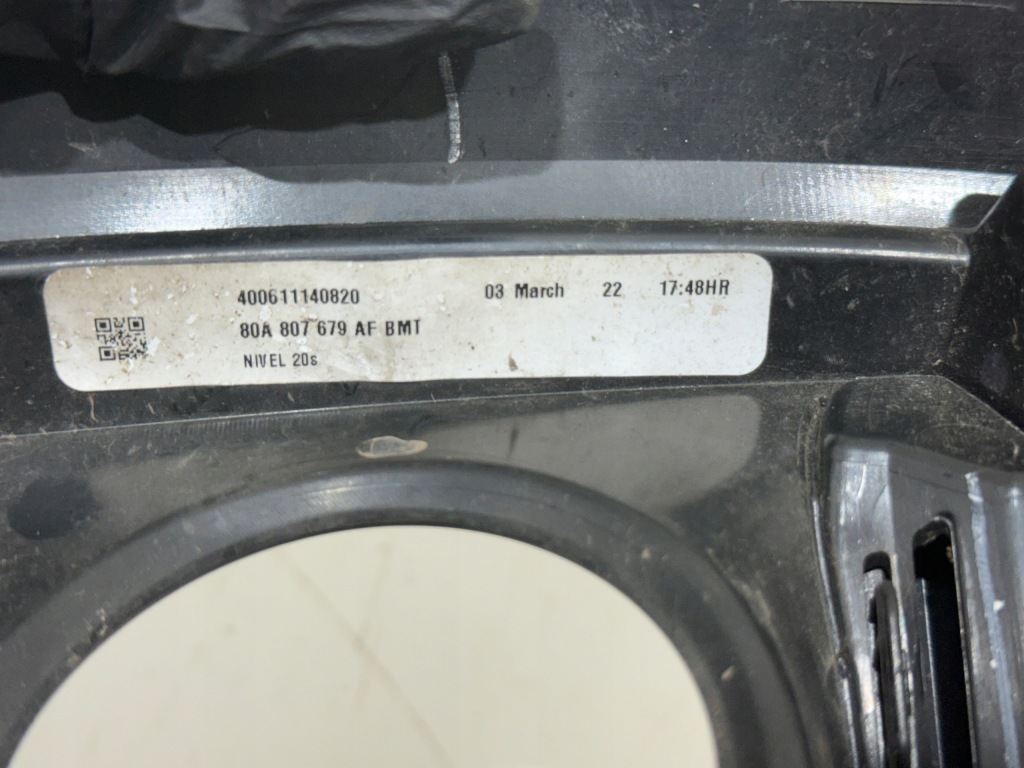 400611140820 03 March 22 17:48HR
80A 807 679 AF BMT
NIVEL 20s